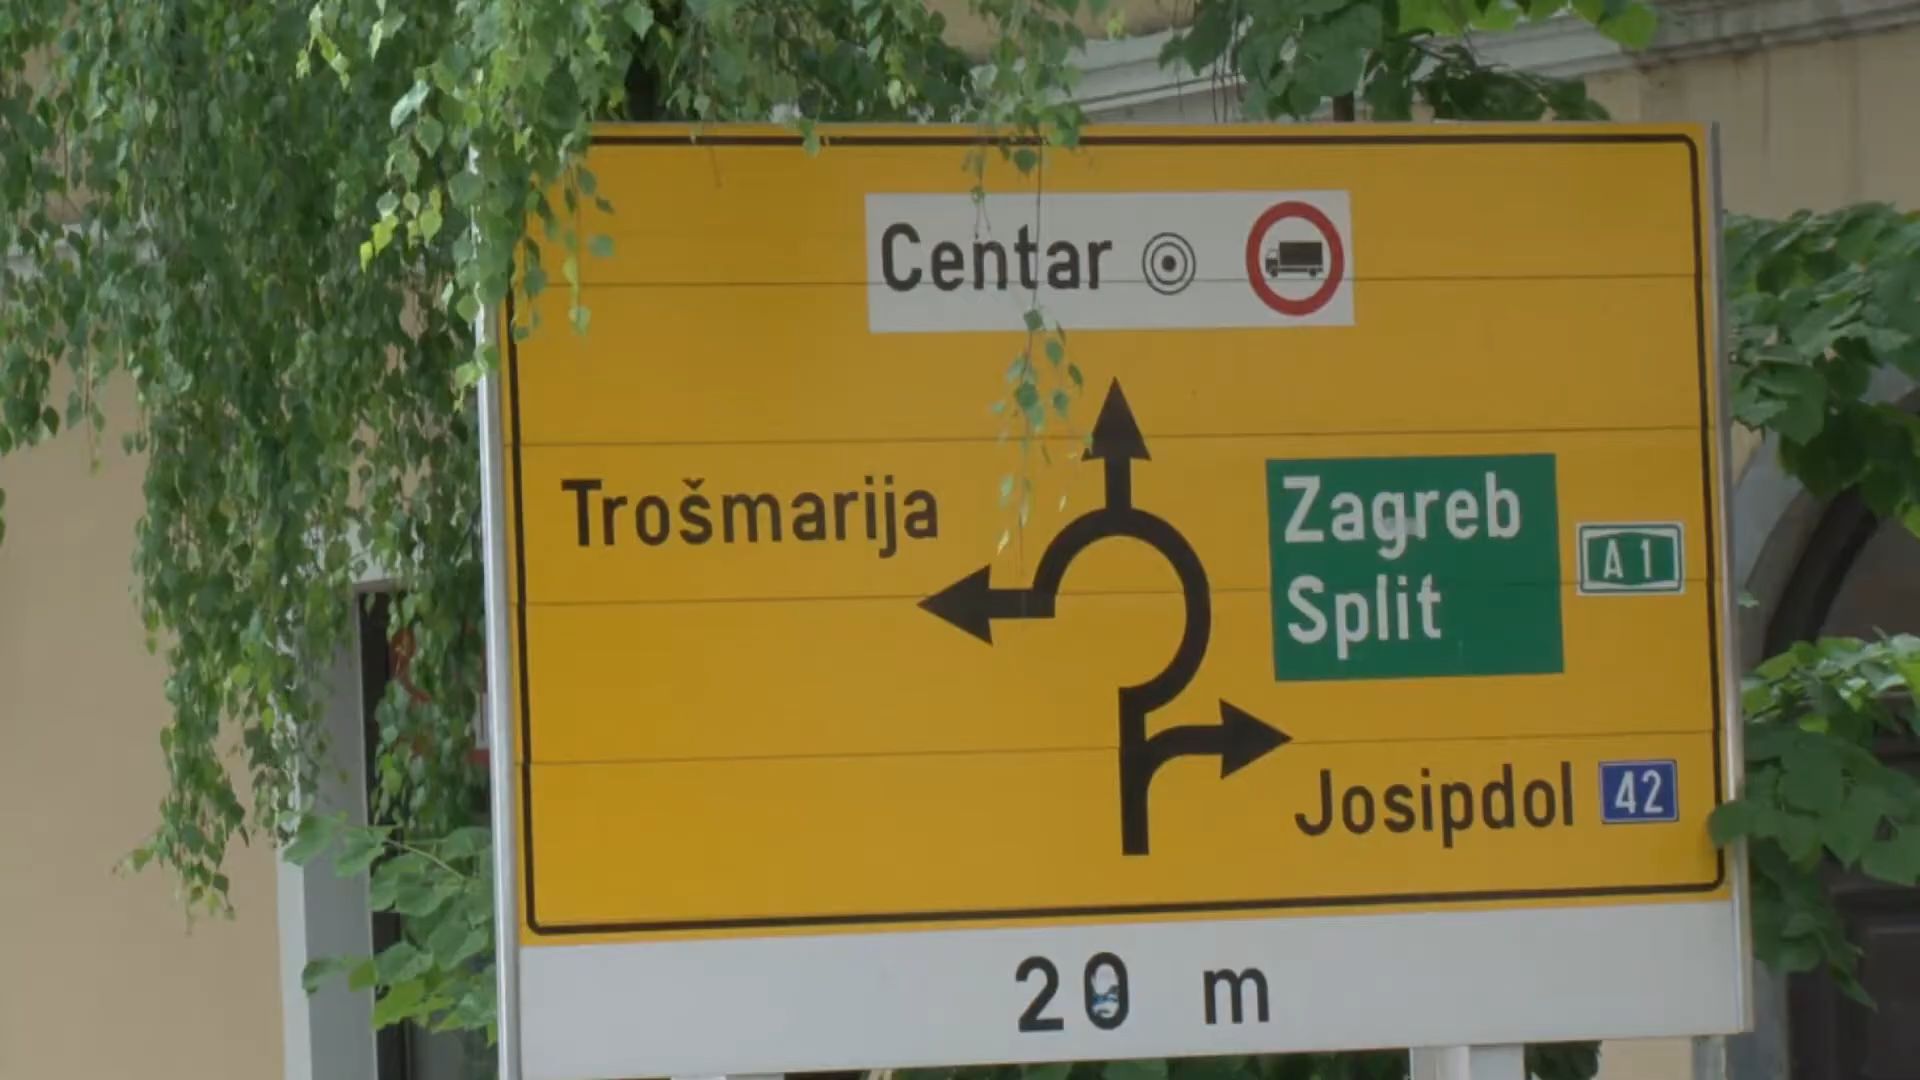 Centar
Trošmarija
Zagreb
Split
A 1
Josipdol 42
20 m